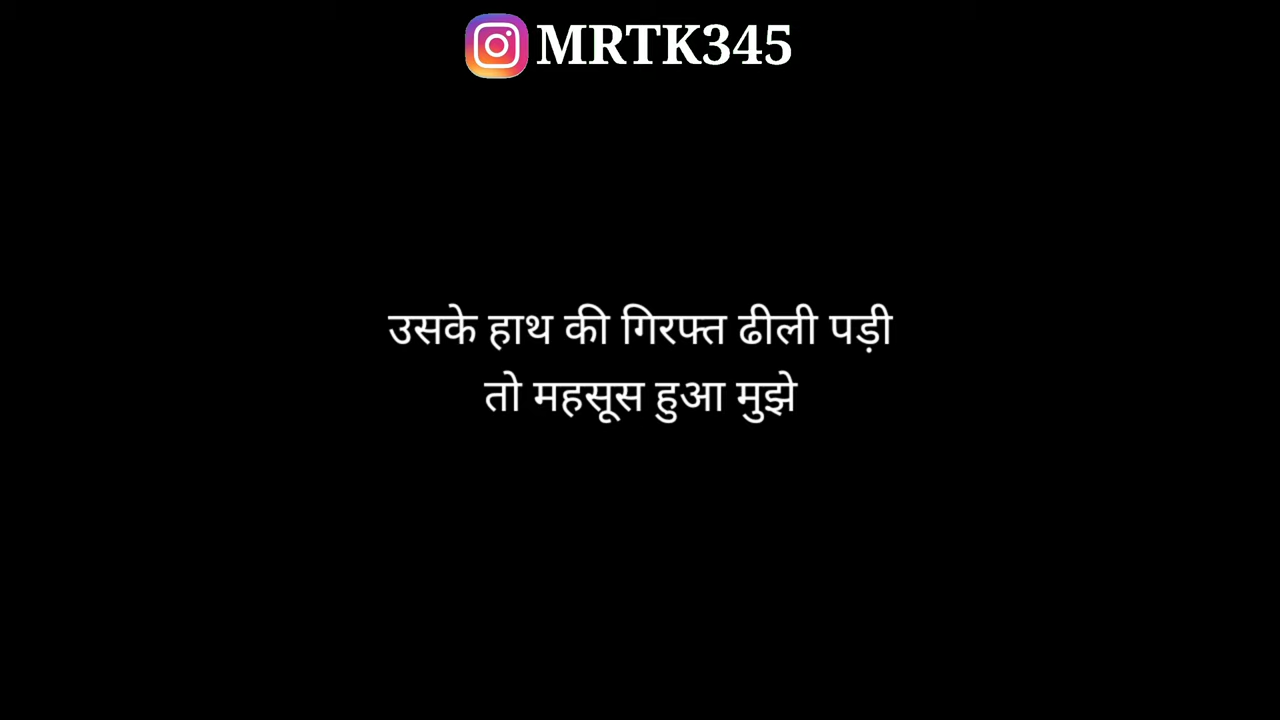 MRTK345
उसके हाथ की गिरफ्त ढीली पड़ी
तो महसूस हुआ मुझे